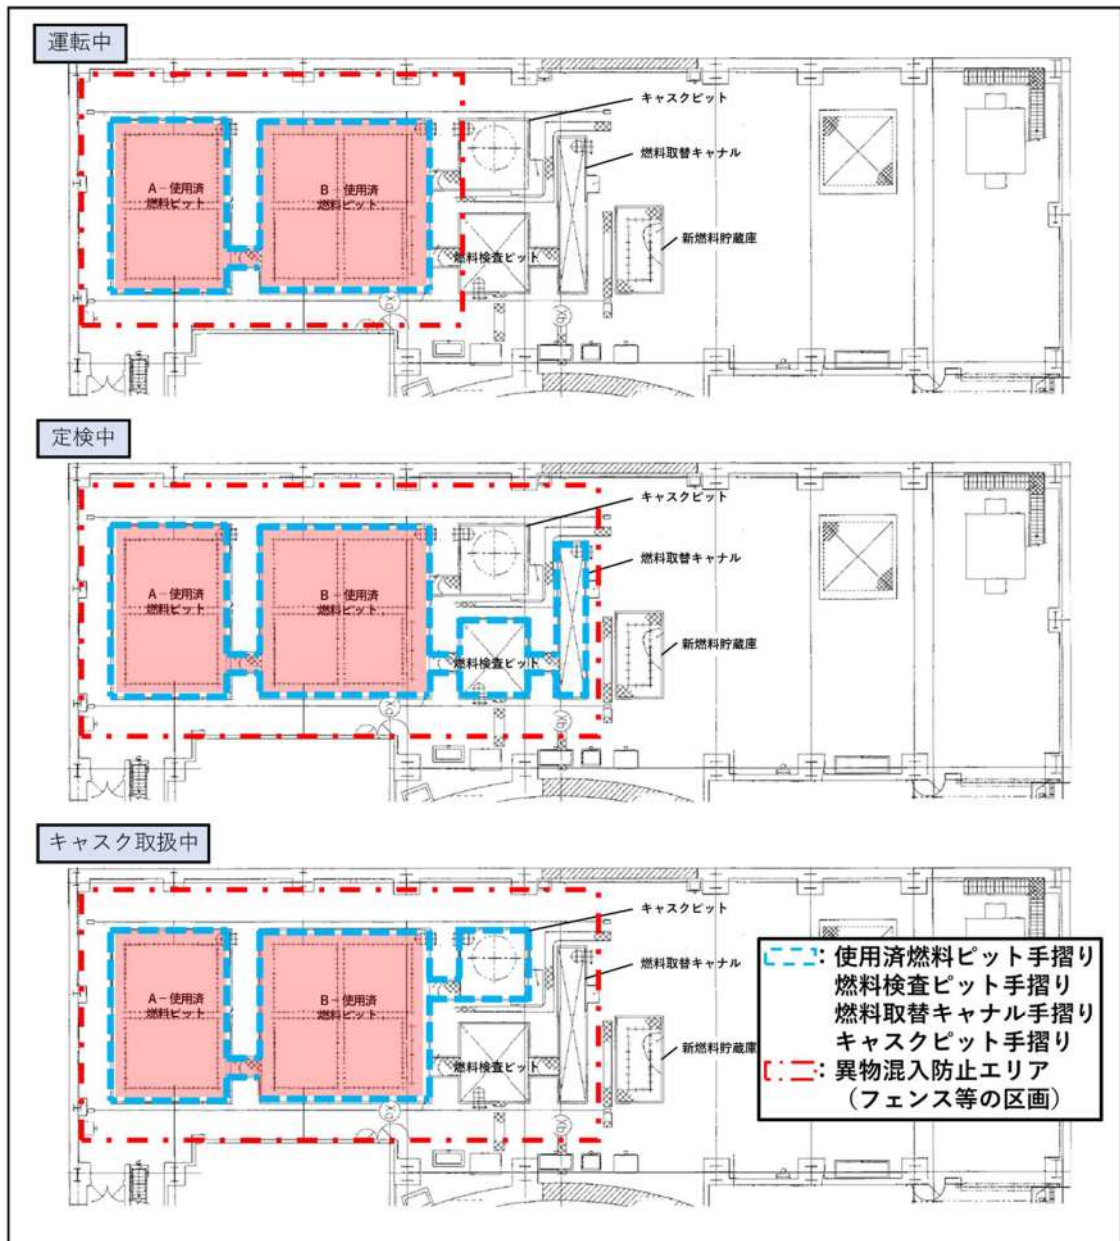 運転中
キャスクピット
燃料取替キャナル
A-使用済
燃料ピット
B-使用済
燃料ピット
新燃料貯蔵庫
燃料検査ピット
定検中
キャスクピット
燃料取替キャナル
A-使用済
燃料ピット
B-使用済
燃料ピット
新燃料貯蔵庫
燃料検査ピット
キャスク取扱中
キャスクピット
燃料取替キャナル
A-使用済
燃料ピット
B-使用済
燃料ピット
新燃料貯蔵庫
燃料検査ピット
:使用済燃料ピット手摺り
燃料検査ピット手摺り
燃料取替キャナル手摺り
キャスクピット手摺り
:異物混入防止エリア
(フェンス等の区画)